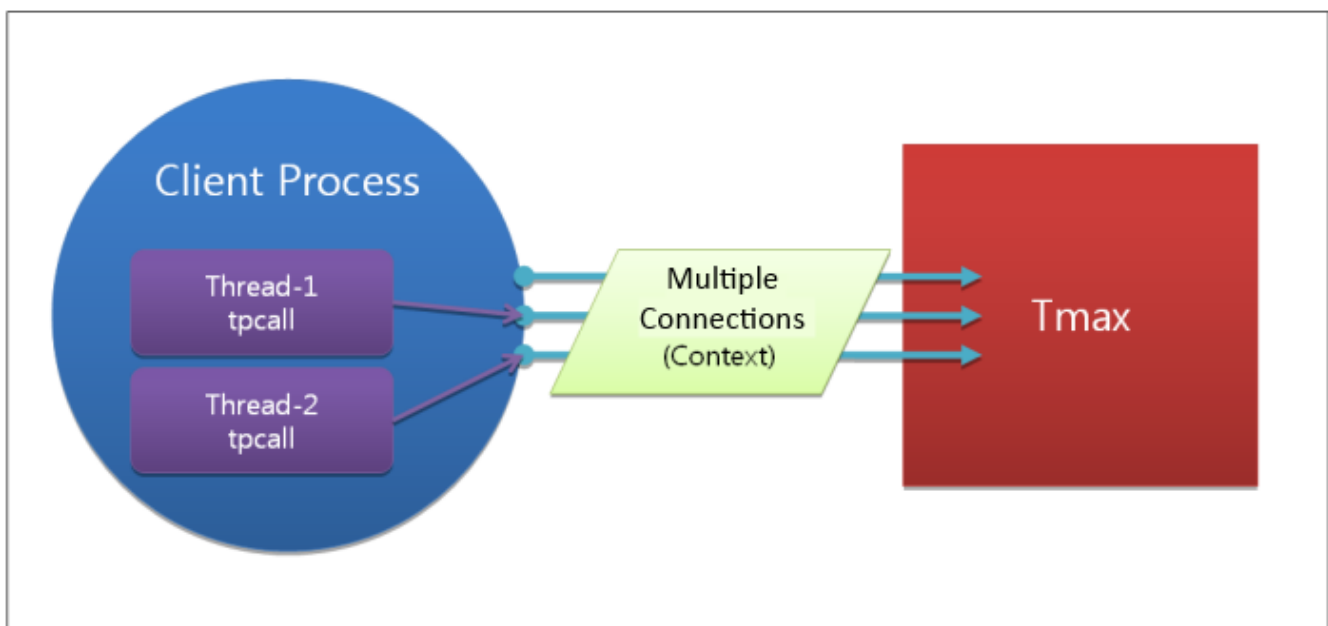 Client Process
Thread-1
tpcall
Thread-2
tpcall
Multiple
Connections
(Context)
Tmax